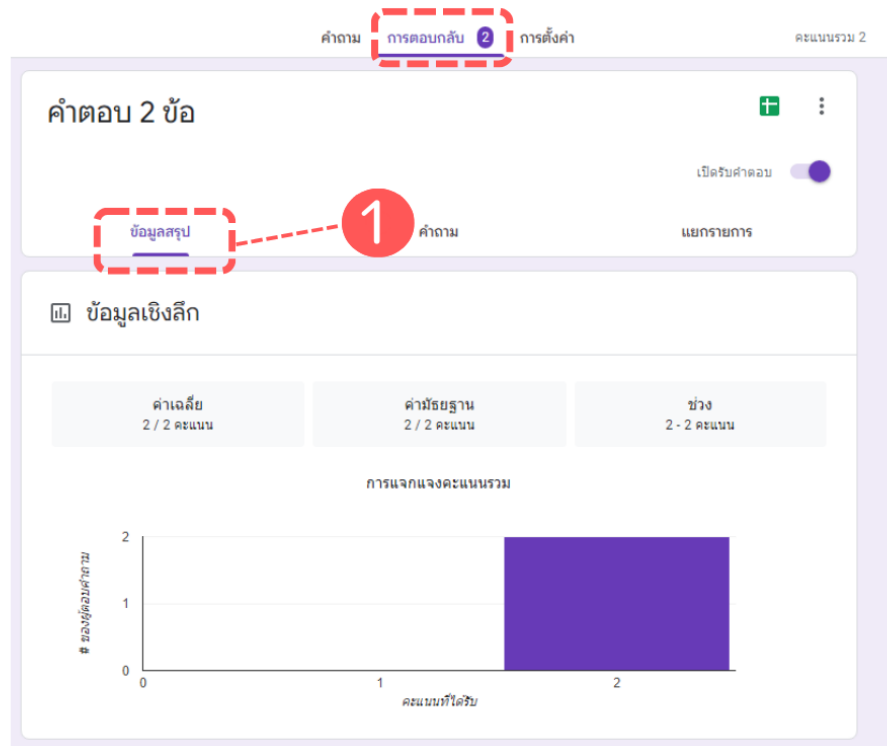 คำถาม การตอบกลับ 2 การตั้งค่า คะแนนรวม 2
คำตอบ 2 ข้อ
เปิดรับคำตอบ
ข้อมูลสรุป 1 คำถาม แยกรายการ
ข้อมูลเชิงลึก
ค่าเฉลี่ย ค่ามัธยฐาน ช่วง
2 / 2 คะแนน 2 / 2 คะแนน 2 - 2 คะแนน
การแจกแจงคะแนนรวม
# ของผู้ตอบคำถาม
2
1
0
0 1 2
คะแนนที่ได้รับ